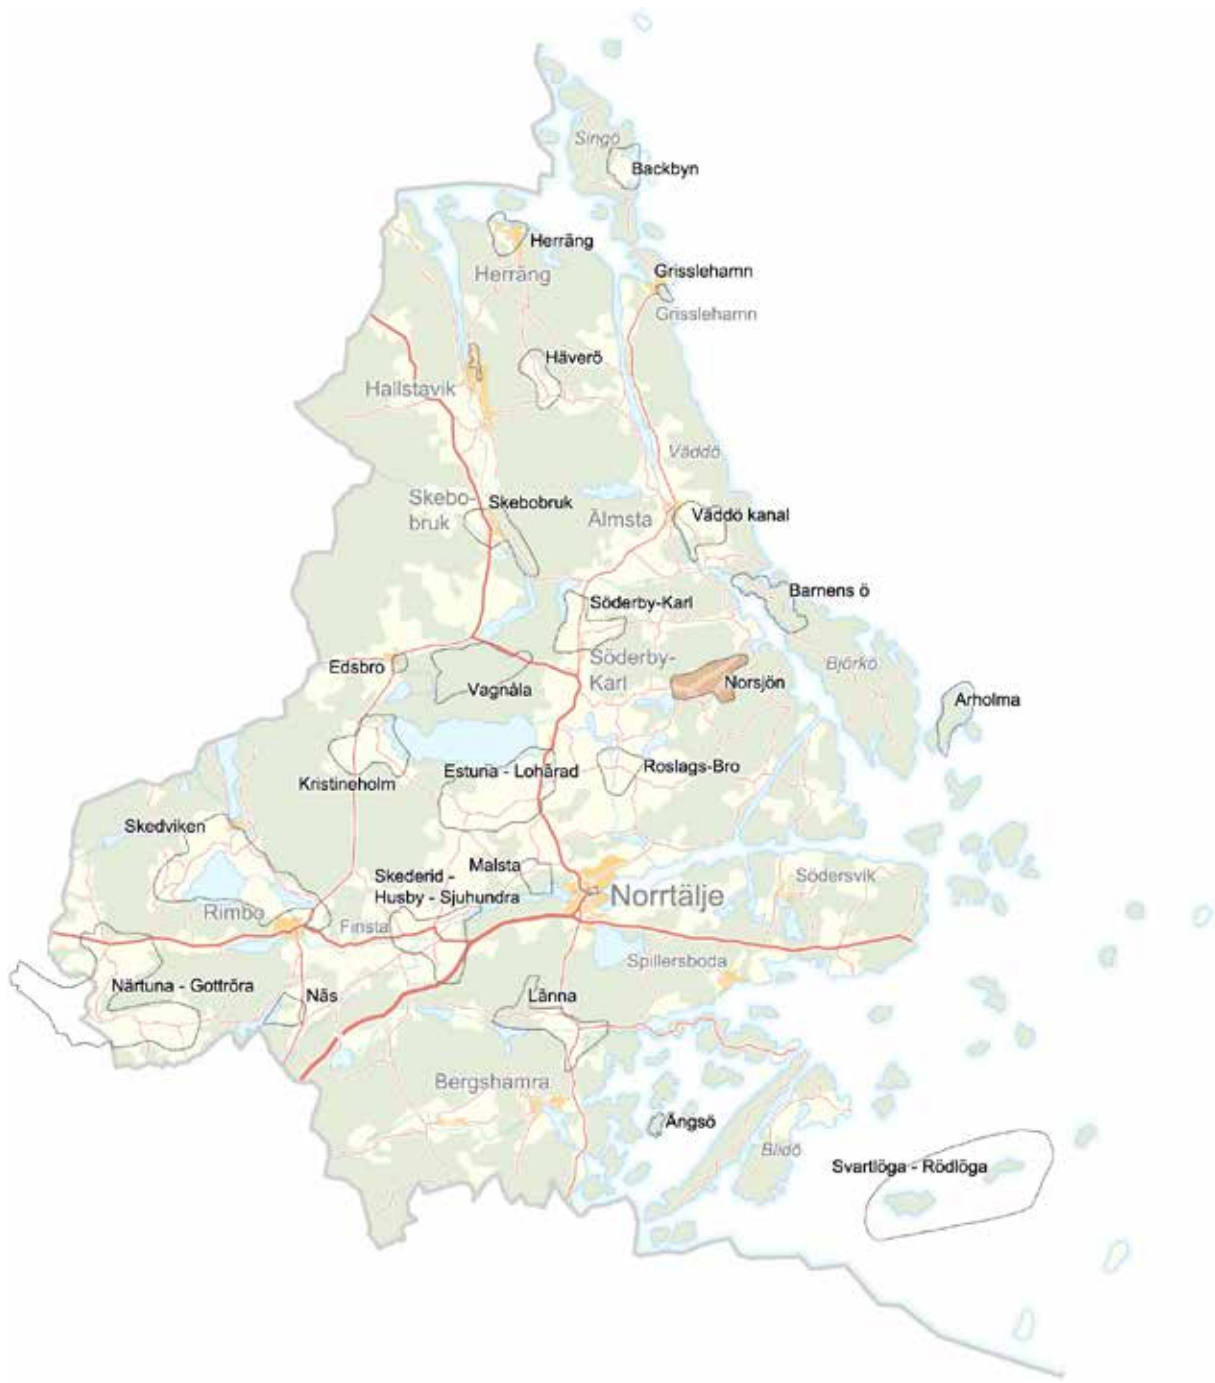 Singö
Backbyn
Herräng
Herräng
Grisslehamn
Grisslehamn
Häverö
Hallstavik
Väddö
Skebo-
bruk
Skebobruk
Älmsta
Väddö kanal
Barnens ö
Söderby-Karl
Söderby-
Karl
Edsbro
Vagnåla
Norsjön
Björkö
Arholma
Kristineholm
Estuna - Lohärad
Roslags-Bro
Skedviken
Malsta
Skederid -
Husby - Sjuhundra
Norrtälje
Södersvik
Rimbo
Finsta
Spillersboda
Närtuna - Gottröra
Näs
Länna
Bergshamra
Ängsö
Blidö
Svartlöga - Rödlöga